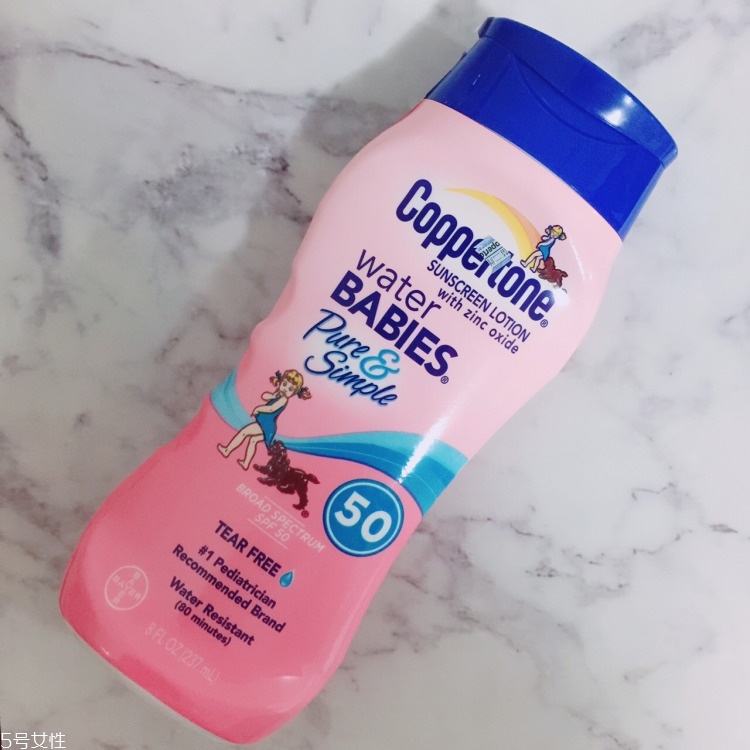 Coppertone®
SUNSCREEN LOTION
with zinc oxide
water
BABIES®
Pure &
Simple
BROAD SPECTRUM
SPF 50
50
TEAR FREE
#1 Pediatrician
Recommended Brand
Water Resistant
(80 minutes)
BAYER
8 FL OZ (237 mL)
5号女性